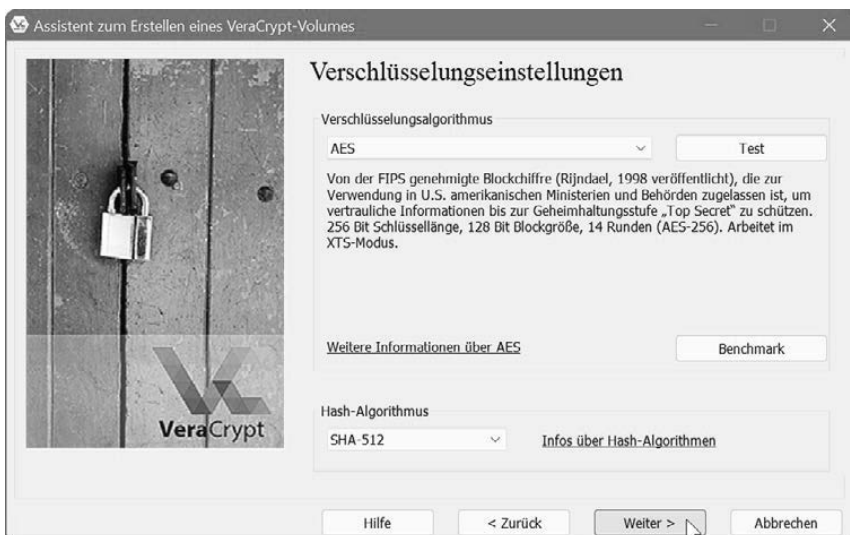 Assistent zum Erstellen eines VeraCrypt-Volumes
Verschlüsselungseinstellungen
Verschlüsselungsalgorithmus
AES
Test
Von der FIPS genehmigte Blockchiffre (Rijndael, 1998 veröffentlicht), die zur
Verwendung in U.S. amerikanischen Ministerien und Behörden zugelassen ist, um
vertrauliche Informationen bis zur Geheimhaltungsstufe „Top Secret“ zu schützen.
256 Bit Schlüssellänge, 128 Bit Blockgröße, 14 Runden (AES-256). Arbeitet im
XTS-Modus.
Weitere Informationen über AES
Benchmark
VeraCrypt
Hash-Algorithmus
SHA-512
Infos über Hash-Algorithmen
Hilfe
< Zurück
Weiter >
Abbrechen